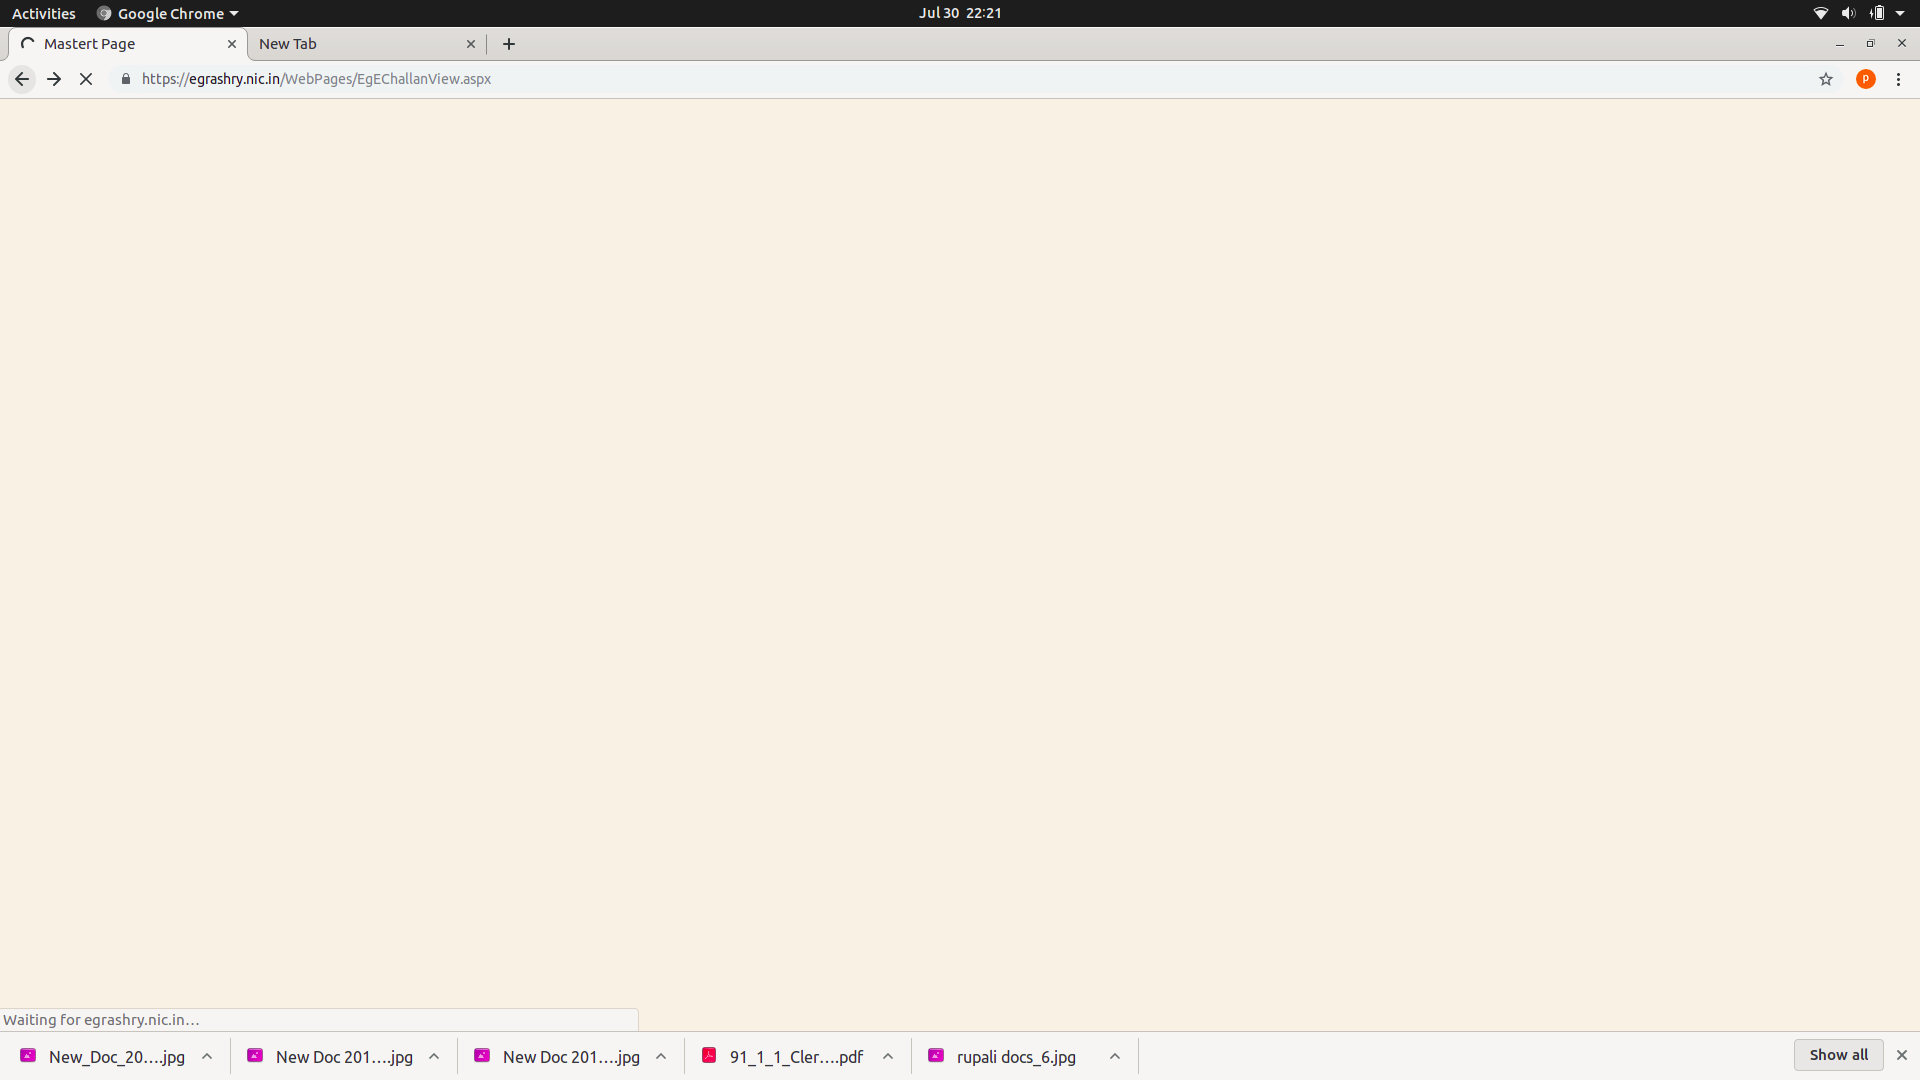 Activities Google Chrome Jul 30 22:21
Mastert Page New Tab
https://egrashry.nic.in/WebPages/EgEChallanView.aspx P
Waiting for egrashry.nic.in...
New_Doc_20....jpg New Doc 201....jpg New Doc 201....jpg 91_1_1_Cler....pdf rupali docs_6.jpg Show all